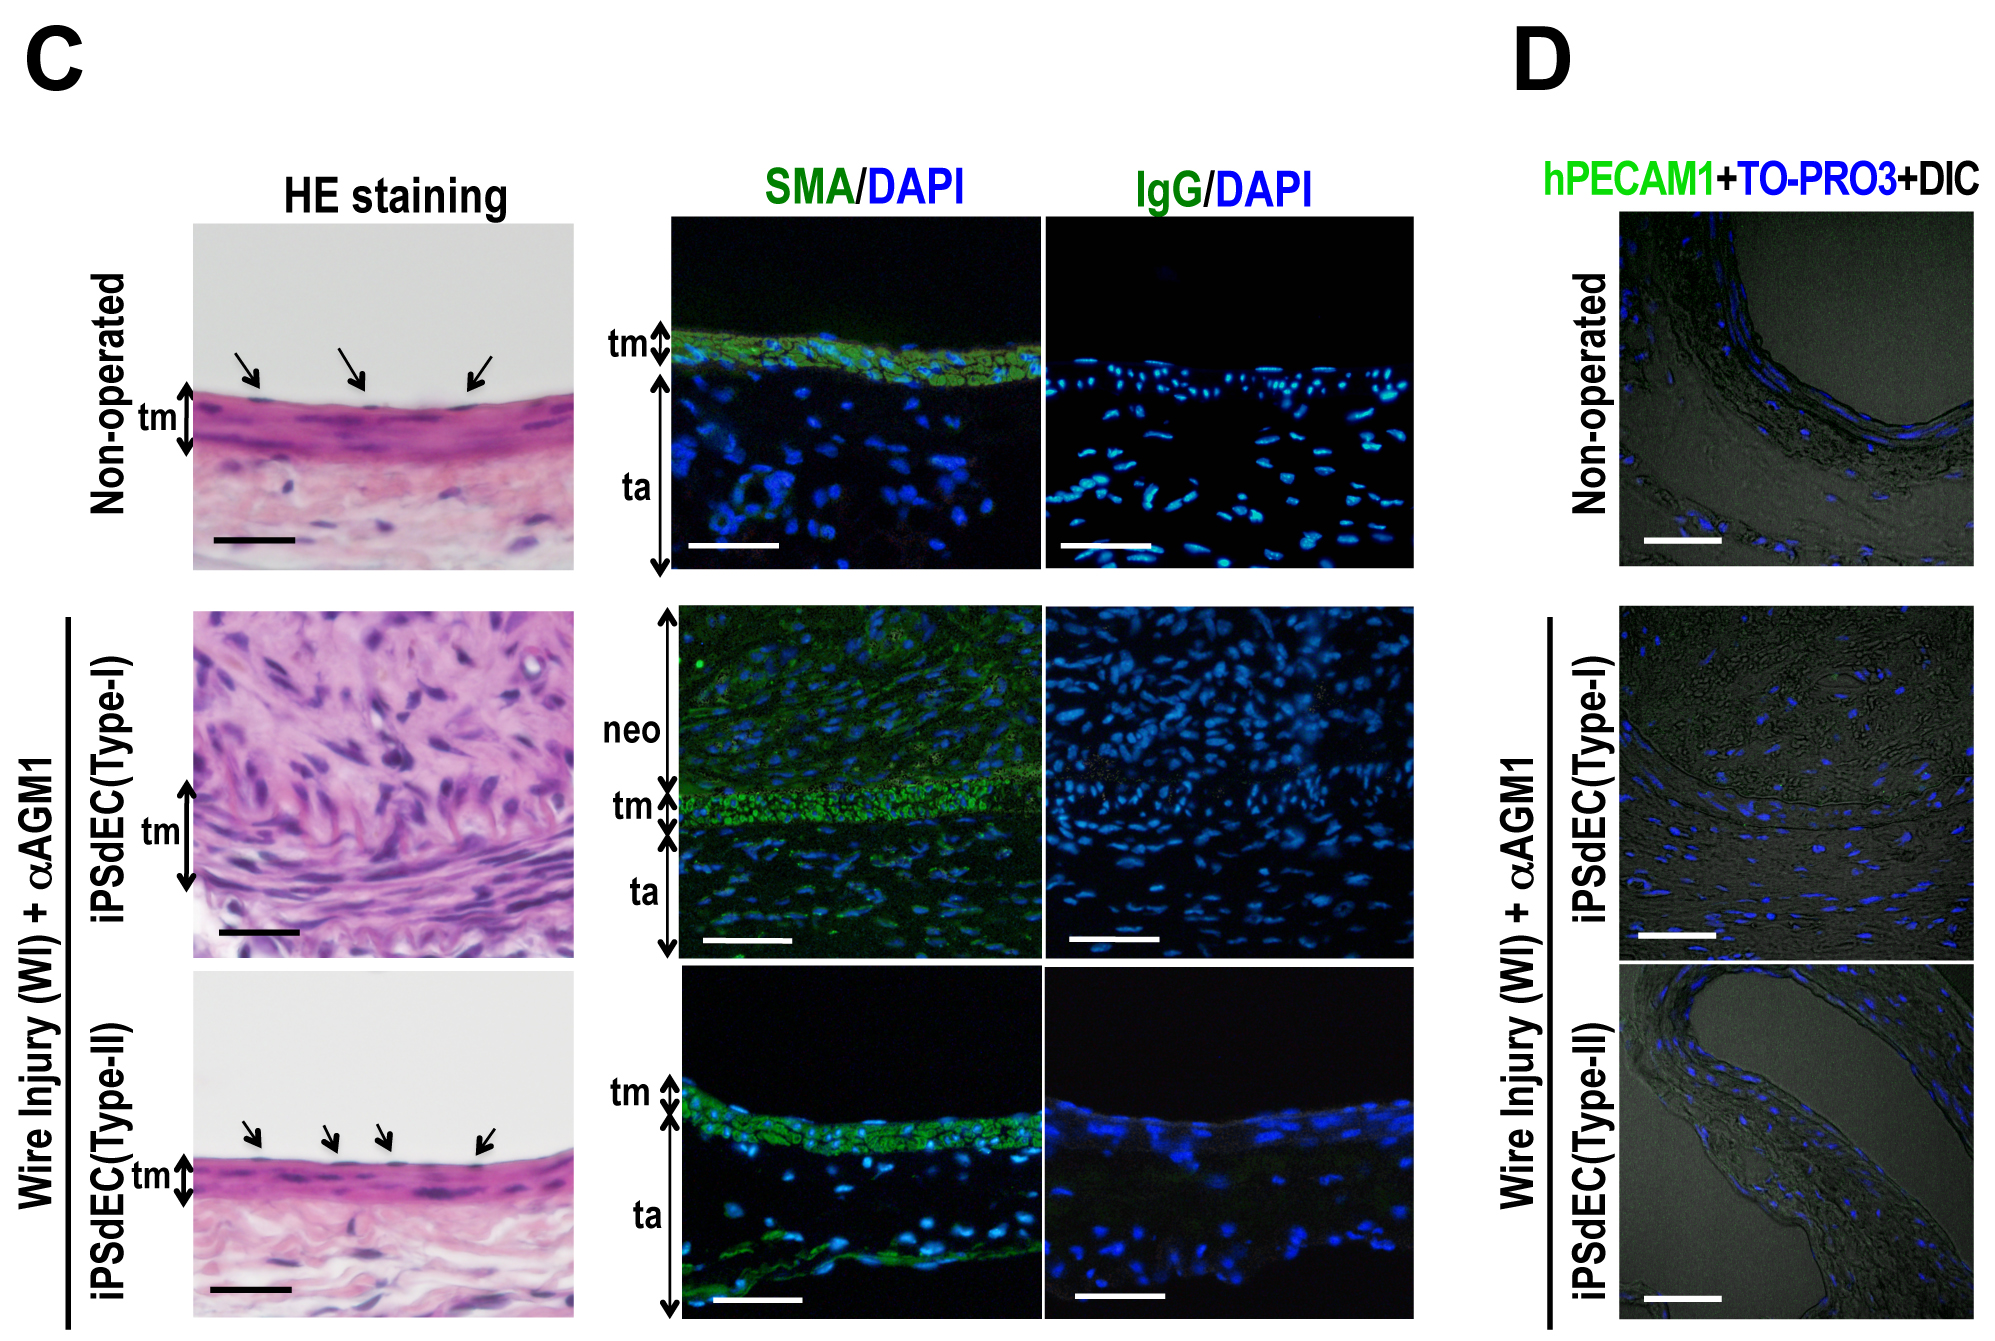 C
D
HE staining
SMA/DAPI
IgG/DAPI
hPECAM1+TO-PRO3+DIC
Non-operated
tm
tm
ta
Non-operated
Wire Injury (WI) + αAGM1
iPSdEC(Type-I)
tm
neo
tm
ta
Wire Injury (WI) + αAGM1
iPSdEC(Type-I)
iPSdEC(Type-II)
tm
tm
ta
iPSdEC(Type-II)